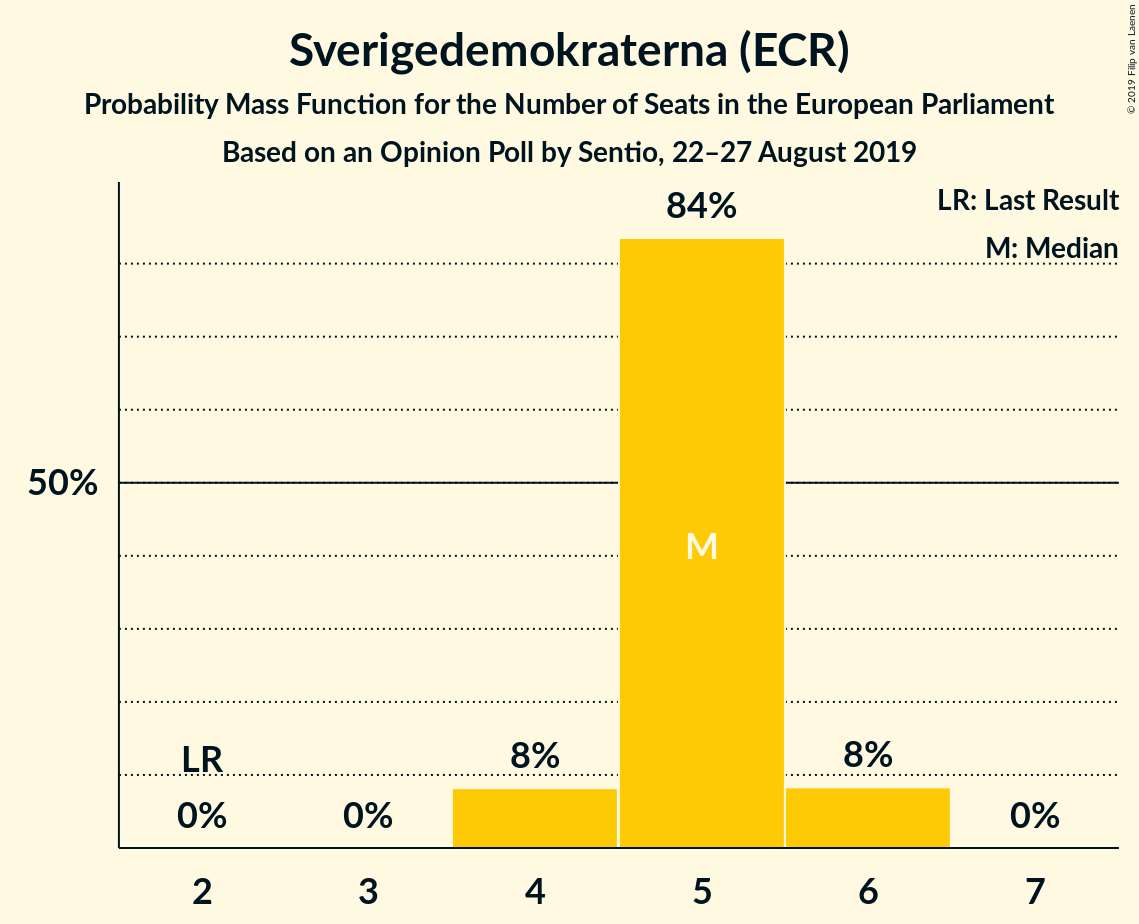 Sverigedemokraterna (ECR)
Probability Mass Function for the Number of Seats in the European Parliament
Based on an Opinion Poll by Sentio, 22–27 August 2019
© 2019 Filip van Laenen
LR: Last Result
M: Median
84%
50%
M
LR
8%
8%
0%
0%
0%
2
3
4
5
6
7